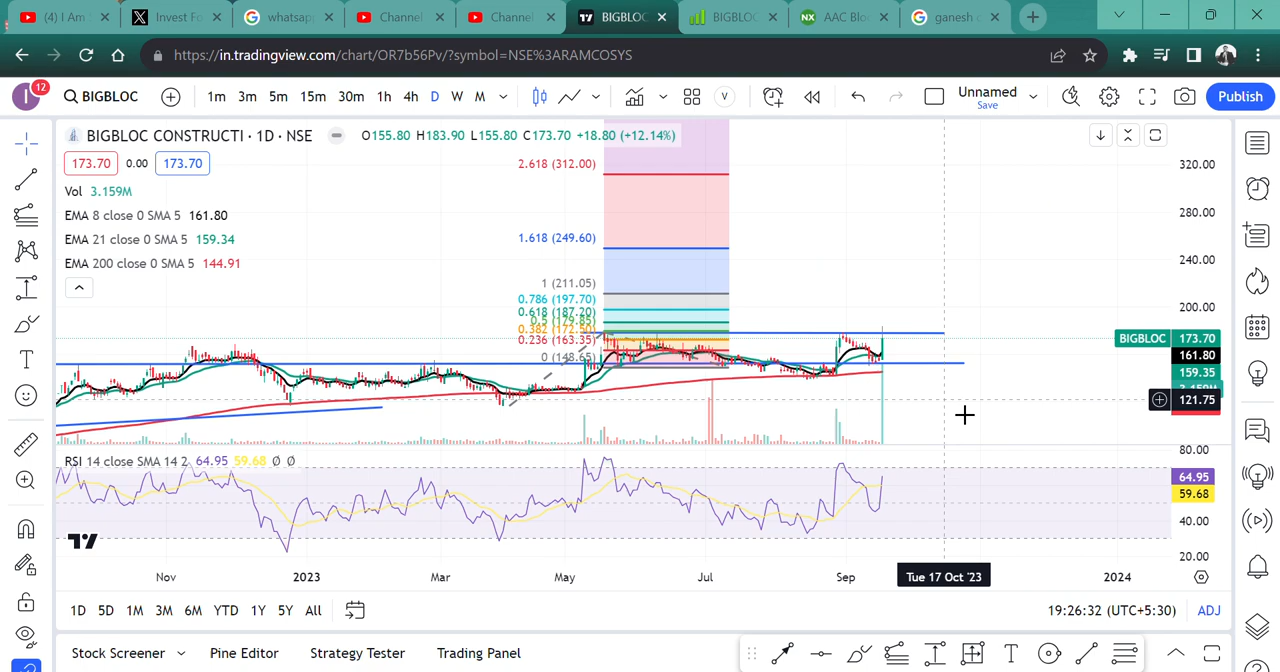 (4) I Am
Invest Fo
whatsap
Channel
Channel
BIGBLOC
BIGBLOC
AAC Blo
ganesh c
https://in.tradingview.com/chart/OR7b56Pv/?symbol=NSE%3ARAMCOSYS
I 12 BIGBLOC 1m 3m 5m 15m 30m 1h 4h D W M V Unnamed Save Publish
BIGBLOC CONSTRUCTI · 1D · NSE O155.80 H183.90 L155.80 C173.70 +18.80 (+12.14%)
173.70 0.00 173.70
Vol 3.159M
EMA 8 close 0 SMA 5 161.80
EMA 21 close 0 SMA 5 159.34
EMA 200 close 0 SMA 5 144.91
2.618 (312.00)
1.618 (249.60)
1 (211.05)
0.786 (197.70)
0.618 (187.20)
0.5 (179.85)
0.382 (172.50)
0.236 (163.35)
0 (148.65)
320.00
280.00
240.00
200.00
BIGBLOC 173.70
161.80
159.35
121.75
80.00
RSI 14 close SMA 14 2 64.95 59.68 Ø Ø
64.95
59.68
40.00
20.00
Nov 2023 Mar May Jul Sep Tue 17 Oct '23 2024
1D 5D 1M 3M 6M YTD 1Y 5Y All 19:26:32 (UTC+5:30) ADJ
Stock Screener Pine Editor Strategy Tester Trading Panel